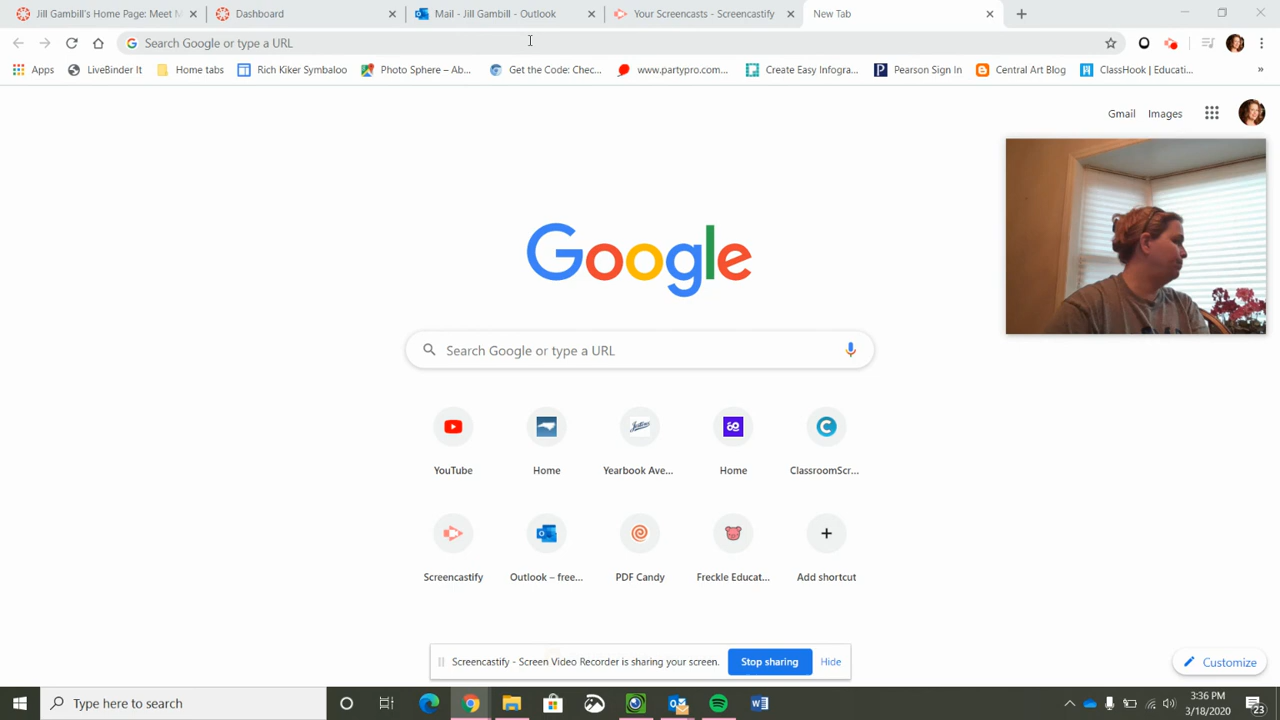 Jill Gambill's Home Page: Meet M
Dashboard
Mail - Jill Gambill - Outlook
Your Screencasts - Screencastify
New Tab
Search Google or type a URL
Apps
LiveBinder It
Home tabs
Rich Kiker Symbaloo
Photo Sphere – Ab...
Get the Code: Chec...
www.partypro.com...
Create Easy Infogra...
Pearson Sign In
Central Art Blog
ClassHook | Educati...
»
Gmail
Images
Google
Search Google or type a URL
YouTube
Home
Yearbook Ave...
Home
ClassroomScr...
Screencastify
Outlook – free...
PDF Candy
Freckle Educat...
Add shortcut
Screencastify - Screen Video Recorder is sharing your screen.
Stop sharing
Hide
Customize
Type here to search
3:36 PM
3/18/2020
23